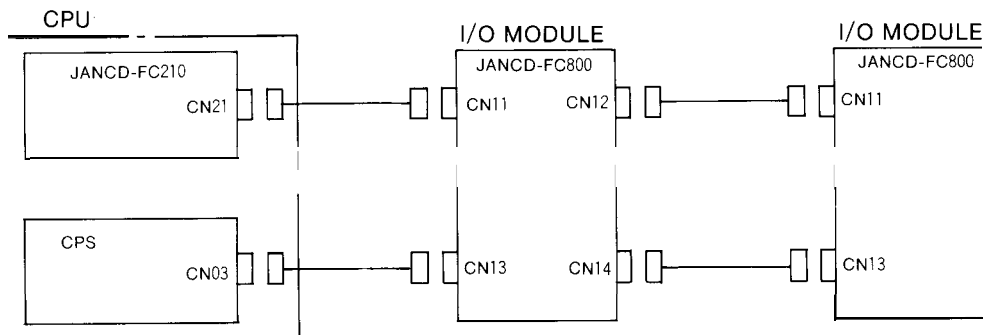 CPU
JANCD-FC210
CN21
CPS
CN03
I/O MODULE
JANCD-FC800
CN11
CN12
CN13
CN14
I/O MODULE
JANCD-FC800
CN11
CN13